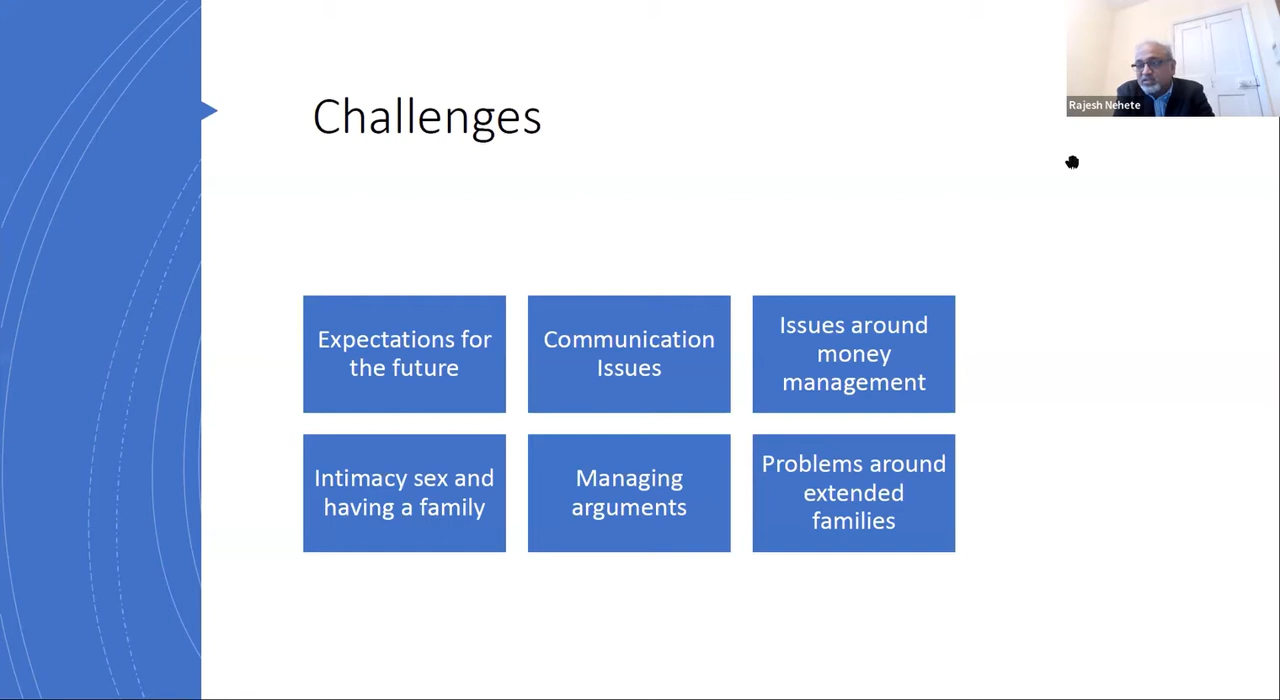 Rajesh Nehete
Challenges
Expectations for
the future
Communication
Issues
Issues around
money
management
Intimacy sex and
having a family
Managing
arguments
Problems around
extended
families